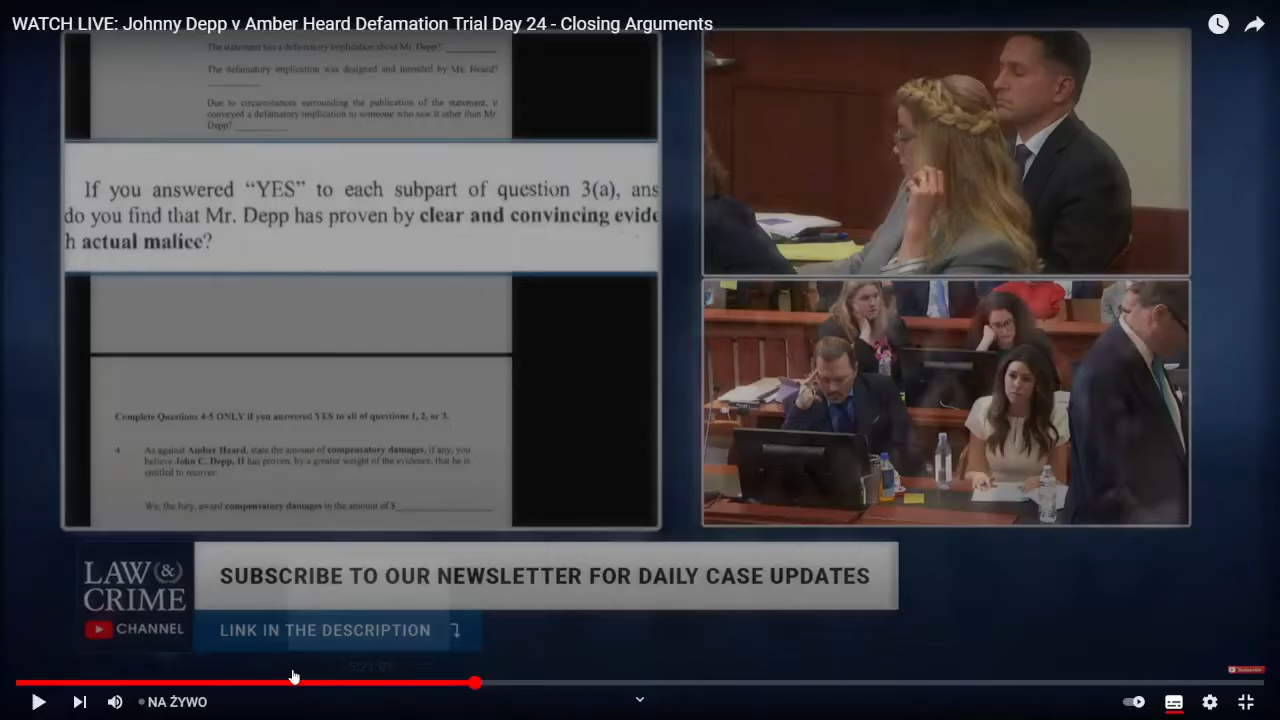 WATCH LIVE: Johnny Depp v Amber Heard Defamation Trial Day 24 - Closing Arguments
The statement has a defamatory implication about Mr. Depp?
The defamatory implication was designed and intended by Ms. Heard?
Due to circumstances surrounding the publication of the statement, it
conveyed a defamatory implication to someone who saw it other than Mr.
Depp?
If you answered “YES” to each subpart of question 3(a), ans
do you find that Mr. Depp has proven by clear and convincing evide
h actual malice?
Complete Questions 4-5 ONLY if you answered YES to all of questions 1, 2, or 3.
4 As against Amber Heard, state the amount of compensatory damages, if any, you
believe John C. Depp, II has proven, by a greater weight of the evidence, that he is
entitled to recover:
We, the Jury, award compensatory damages in the amount of $
LAW &
CRIME
CHANNEL
SUBSCRIBE TO OUR NEWSLETTER FOR DAILY CASE UPDATES
LINK IN THE DESCRIPTION
NA ŻYWO